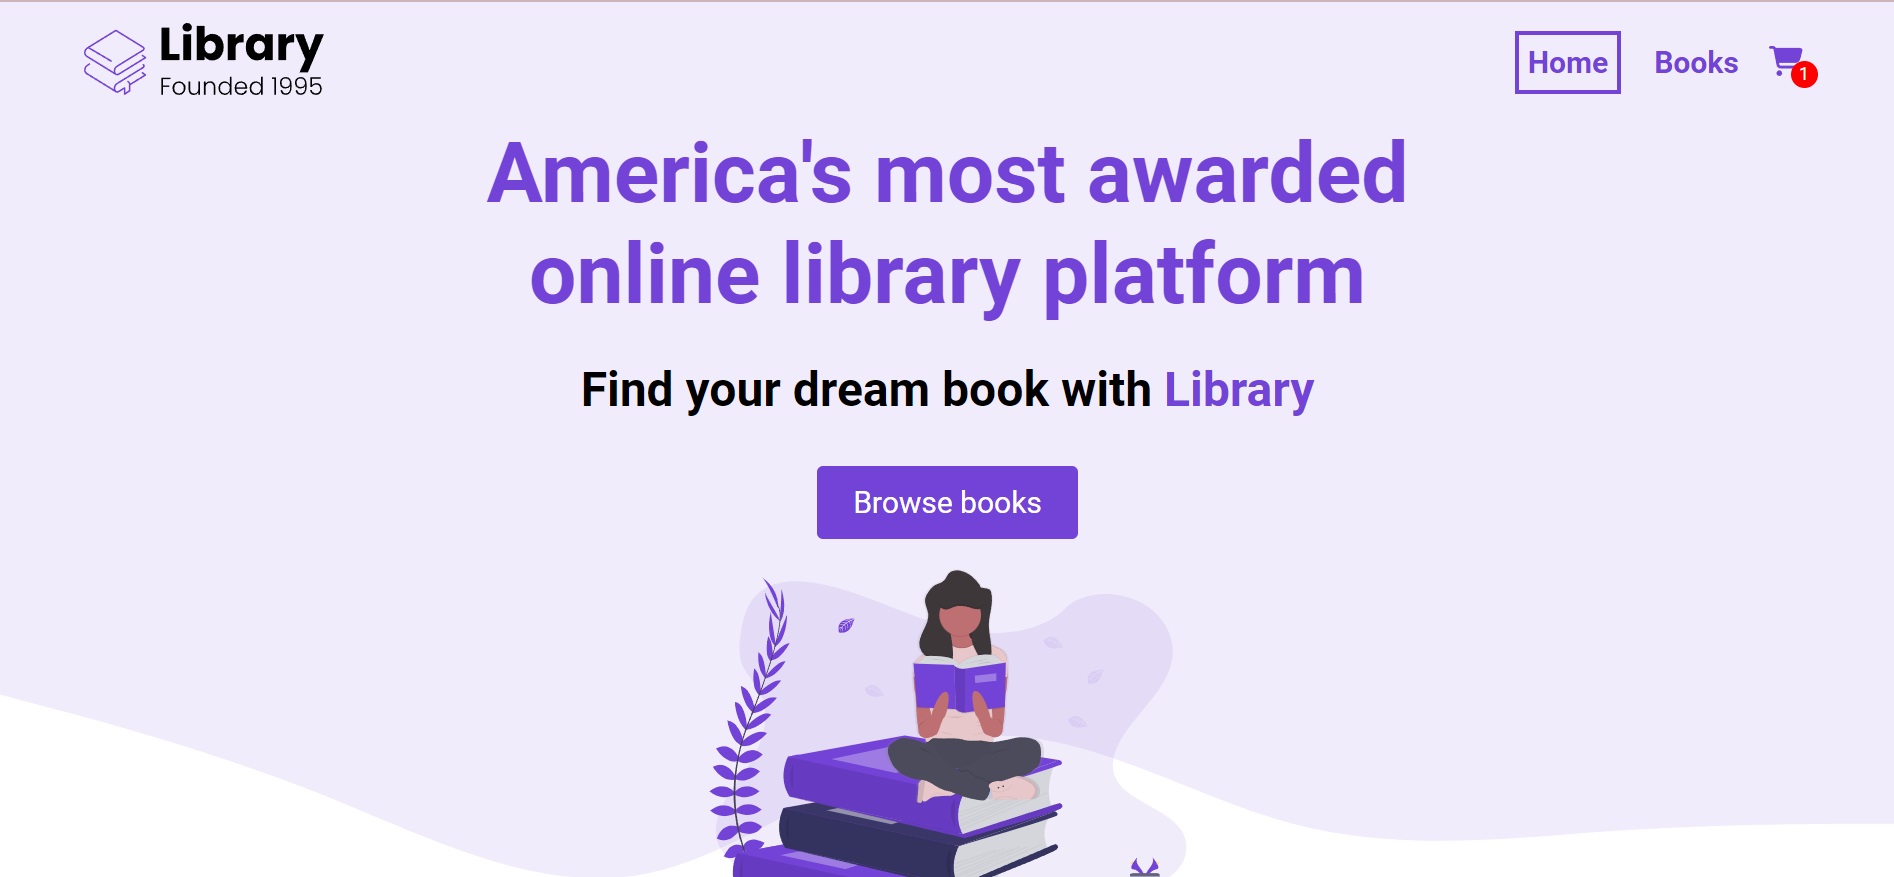 Library
Founded 1995
Home
Books
1
America's most awarded
online library platform
Find your dream book with Library
Browse books